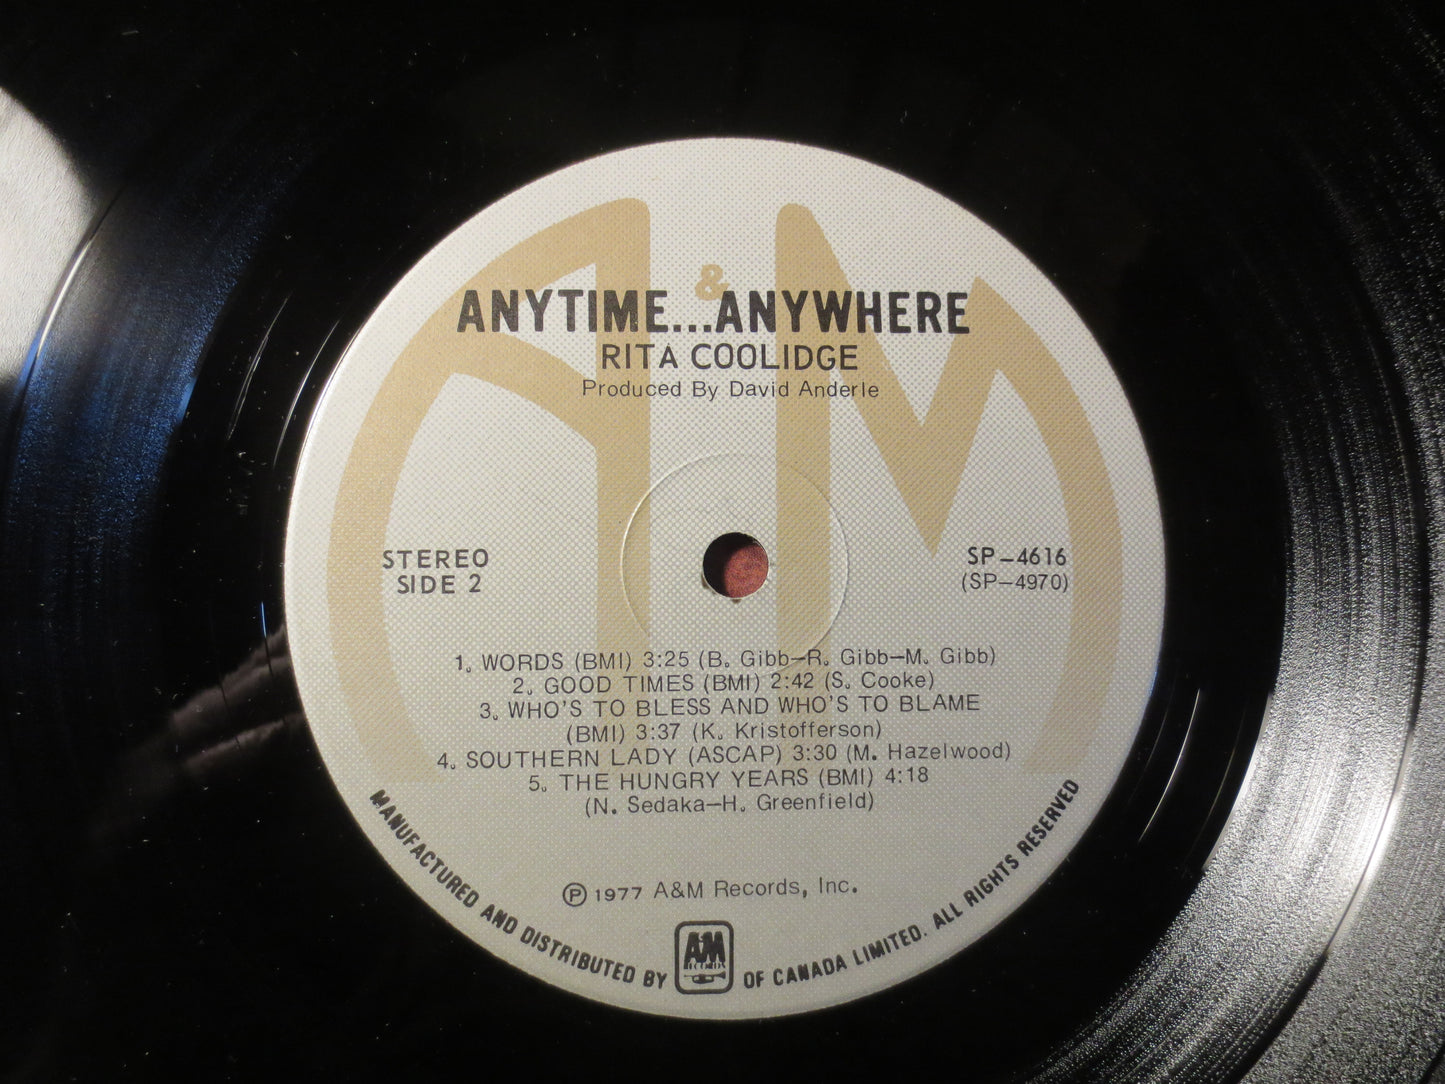 &
ANYTIME...ANYWHERE
RITA COOLIDGE
Produced By David Anderle
STEREO
SIDE 2
SP-4616
(SP-4970)
1. WORDS (BMI) 3:25 (B. Gibb-R. Gibb-M. Gibb)
2. GOOD TIMES (BMI) 2:42 (S. Cooke)
3. WHO'S TO BLESS AND WHO'S TO BLAME
(BMI) 3:37 (K. Kristofferson)
4. SOUTHERN LADY (ASCAP) 3:30 (M. Hazelwood)
5. THE HUNGRY YEARS (BMI) 4:18
(N. Sedaka-H. Greenfield)
℗ 1977 A&M Records, Inc.
MANUFACTURED AND DISTRIBUTED BY A&M RECORDS OF CANADA LIMITED. ALL RIGHTS RESERVED